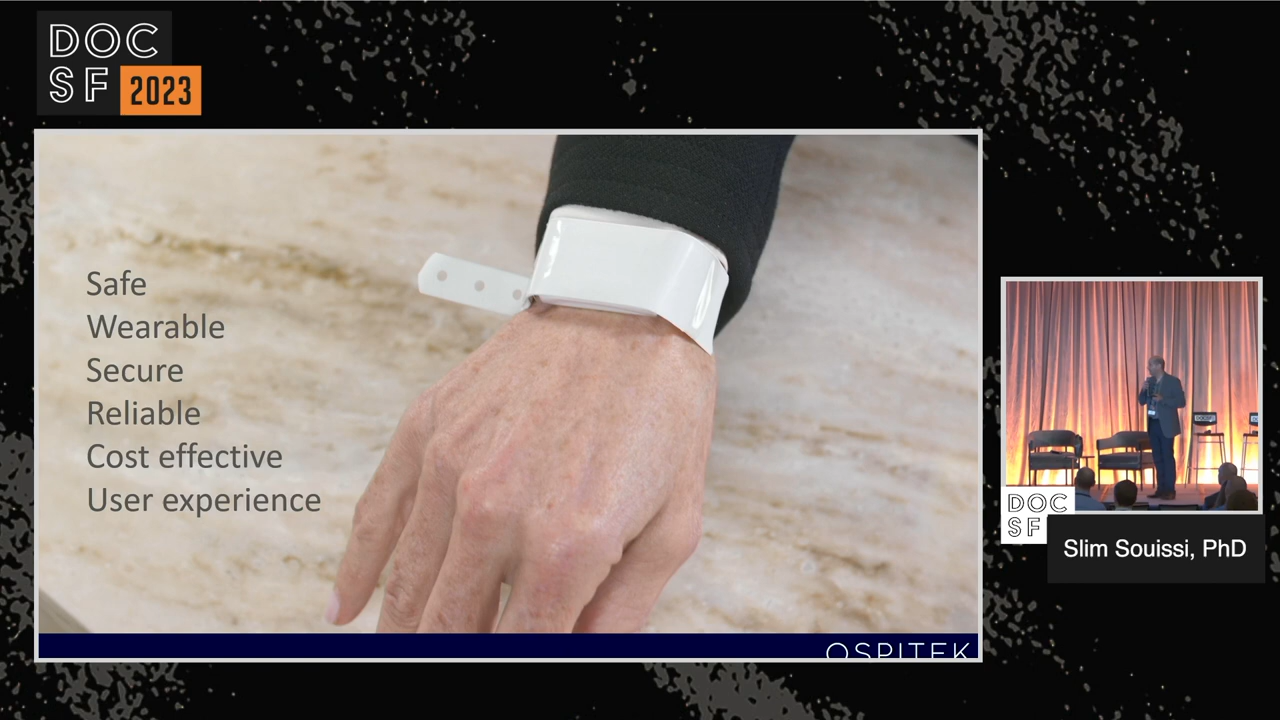 DOC
SF 2023
Safe
Wearable
Secure
Reliable
Cost effective
User experience
OSPITEK
DOC
SF
Slim Souissi, PhD